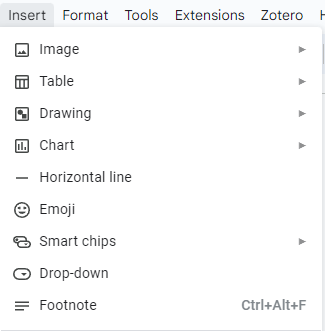 Insert Format Tools Extensions Zotero
Image
Table
Drawing
Chart
Horizontal line
Emoji
Smart chips
Drop-down
Footnote Ctrl+Alt+F